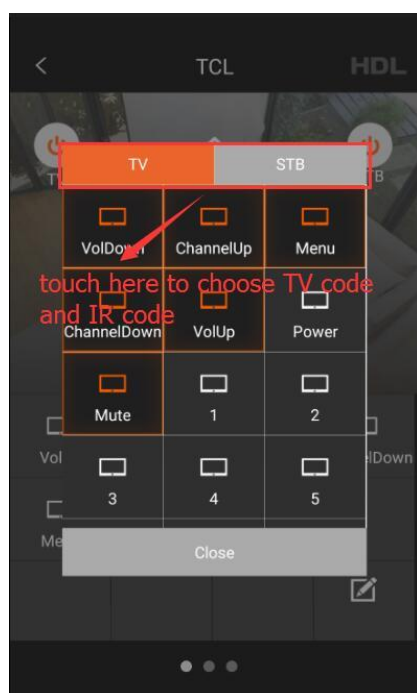 TCL HDL
TV STB
VolDown ChannelUp Menu
touch here to choose TV code
and IR code
ChannelDown VolUp Power
Mute 1 2
3 4 5
Close